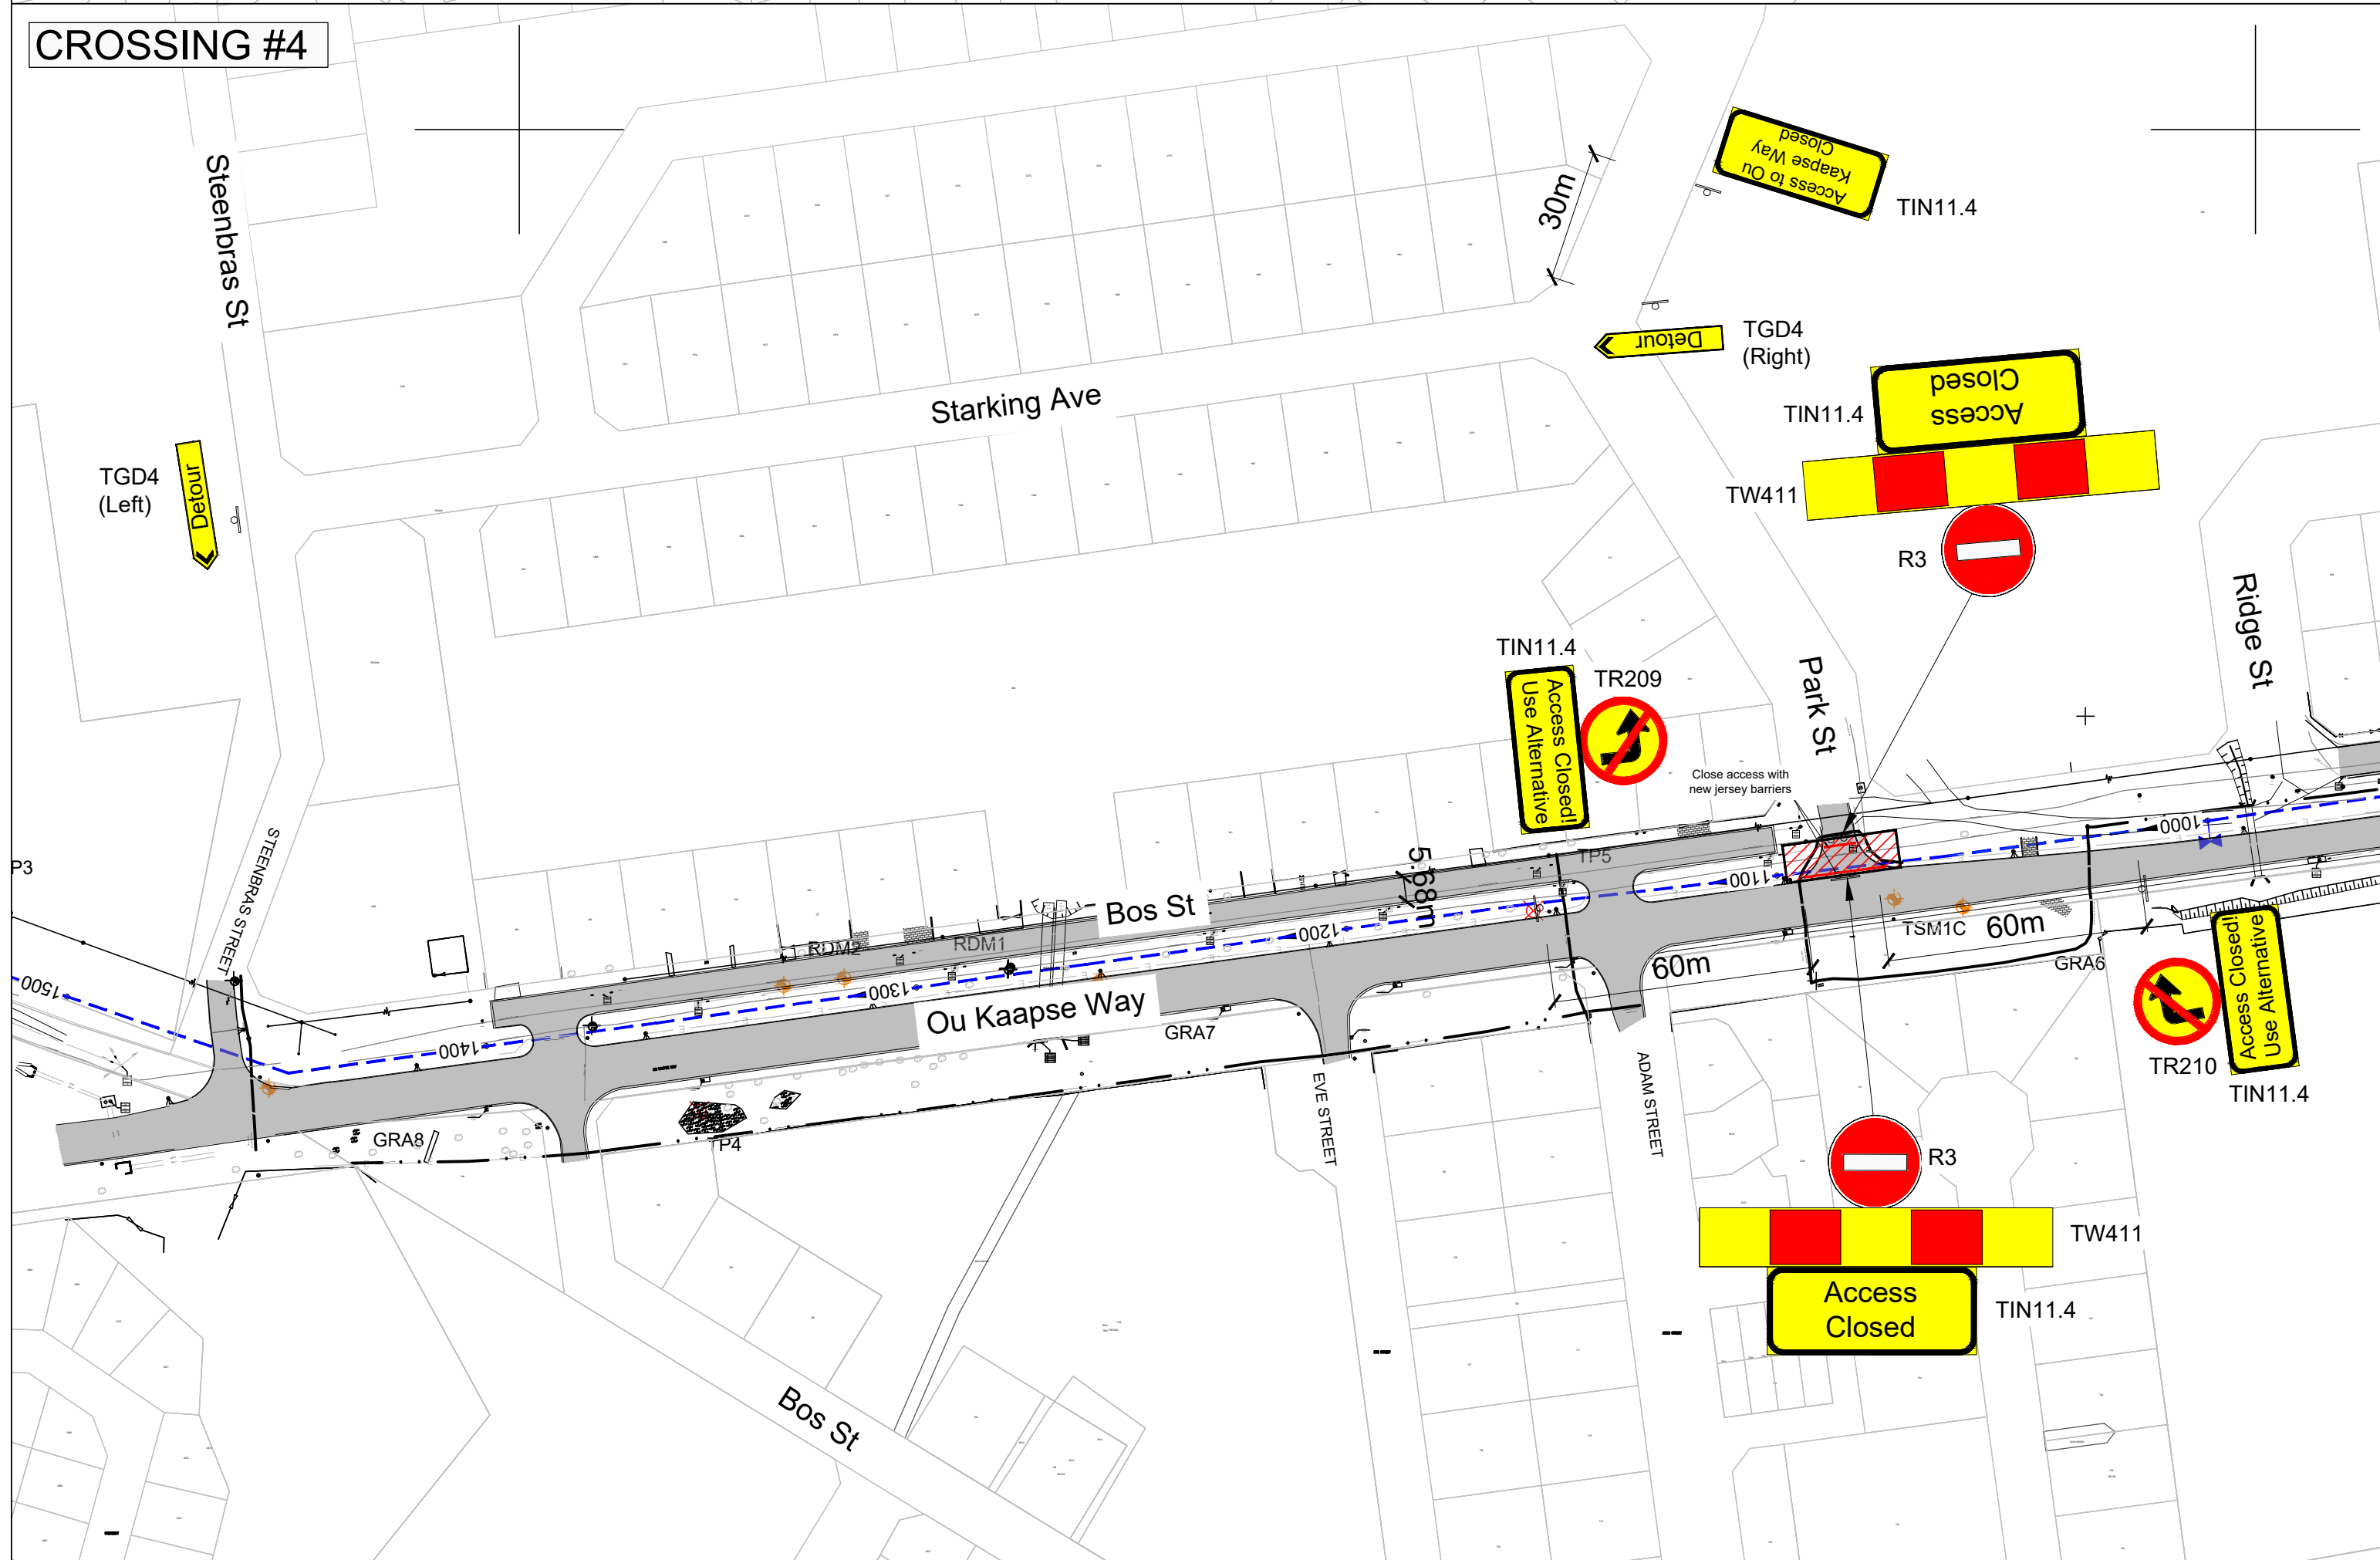 CROSSING #4
Steenbras St
30m
Access to Ou
Kaapse Way
Closed
TIN11.4
Detour
TGD4
(Right)
Starking Ave
TGD4
(Left)
Detour
Access
Closed
TIN11.4
TW411
R3
Ridge St
Park St
TIN11.4
Access Closed!
Use Alternative
TR209
Close access with
new jersey barriers
STEENBRAS STREET
P3
1500
1400
1300
1200
1100
1000
TP5
5.68m
Bos St
RDM2
RDM1
Ou Kaapse Way
GRA7
GRA8
TP4
TSM1C
60m
60m
GRA6
EVE STREET
ADAM STREET
Access Closed!
Use Alternative
TR210
TIN11.4
R3
TW411
Access
Closed
TIN11.4
Bos St